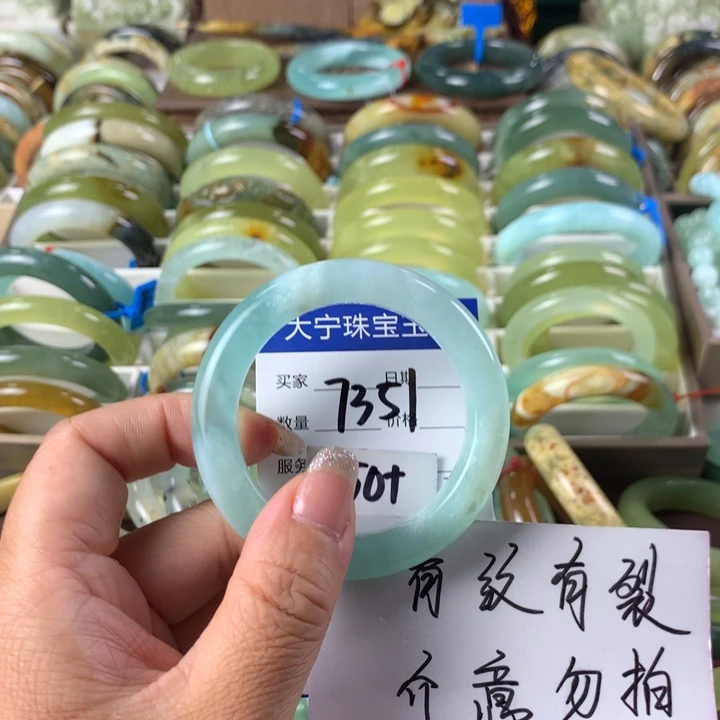 大宁珠宝玉
买家 日期
7351
数量 价格
服务
50+
有纹有裂
介意勿拍